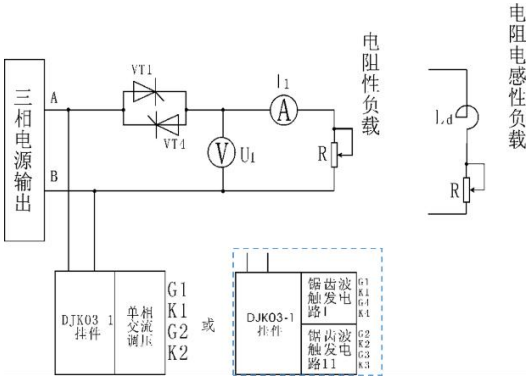 三相电源输出
A
B
VT1
VT4
I1
A
V
U1
R
电阻性负载
电阻电感性负载
Ld
R
DJK03 1
挂件
单相
交流
调压
G1
K1
G2
K2
或
DJK03-1
挂件
锯齿波
触发电
路1
G1
K1
G4
K4
锯齿波
触发电
路11
G2
K2
G3
K3